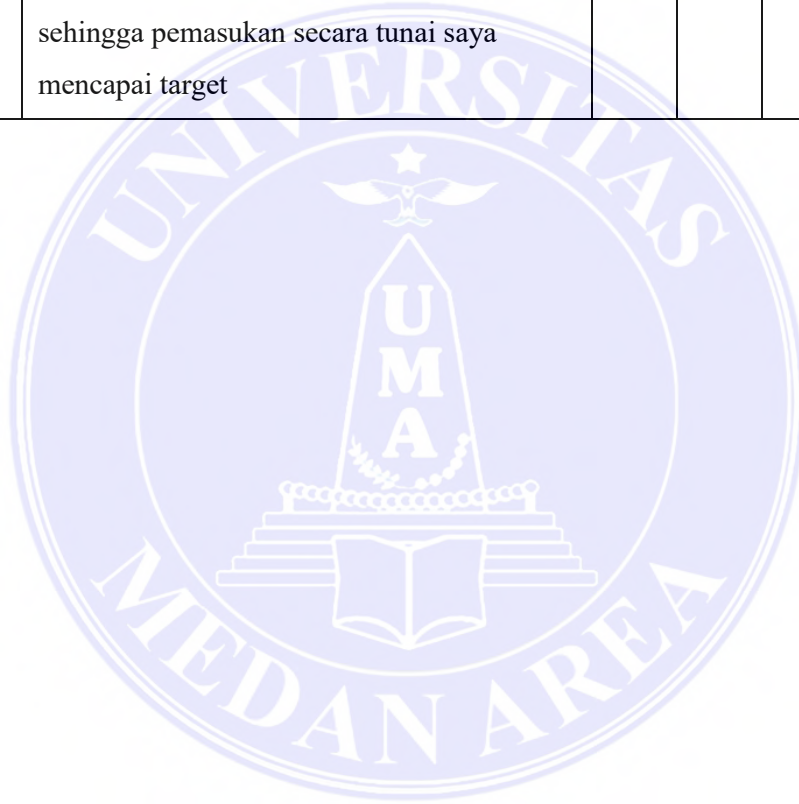 sehingga pemasukan secara tunai saya
mencapai target
UNIVERSITAS
U
M
A
MEDAN AREA